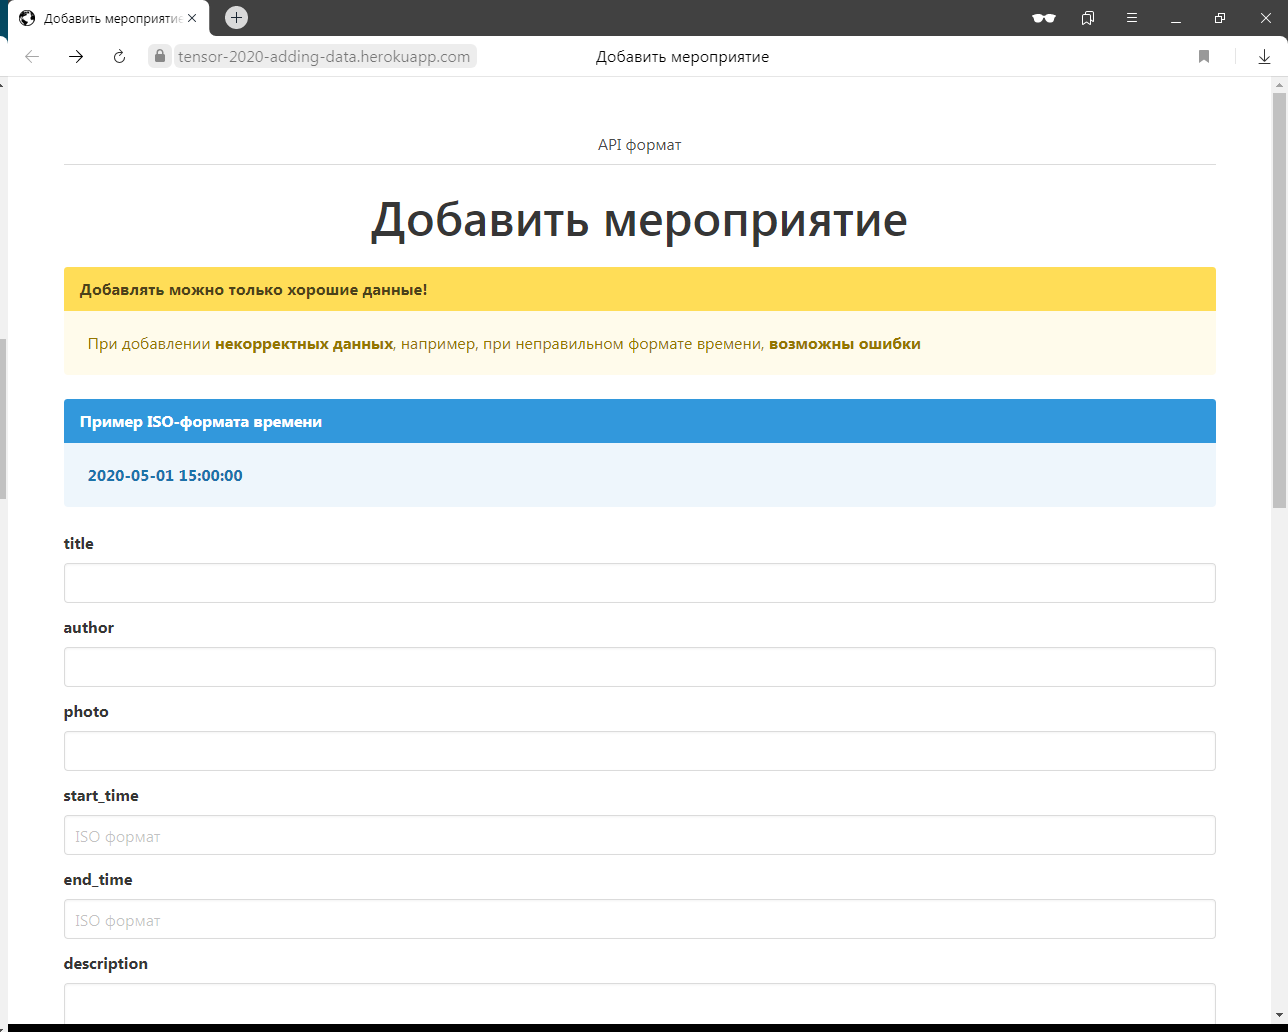 Добавить мероприятие
tensor-2020-adding-data.herokuapp.com
Добавить мероприятие
API формат
Добавить мероприятие
Добавлять можно только хорошие данные!
При добавлении некорректных данных, например, при неправильном формате времени, возможны ошибки
Пример ISO-формата времени
2020-05-01 15:00:00
title
author
photo
start_time
ISO формат
end_time
ISO формат
description